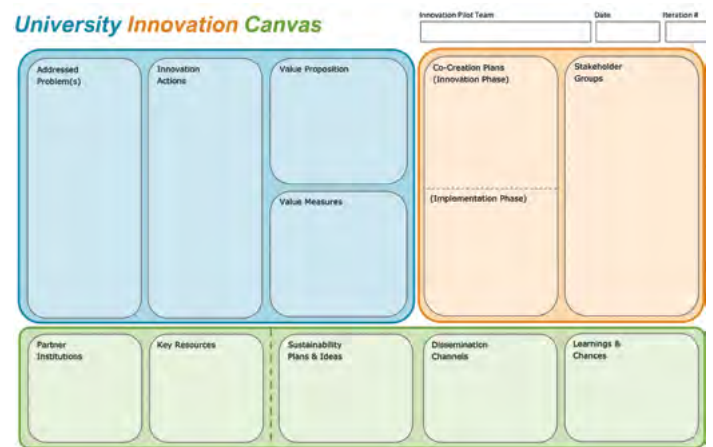 University Innovation Canvas
Innovation Pilot Team
Date
Iteration #
Addressed
Problem(s)
Innovation
Actions
Value Proposition
Value Measures
Co-Creation Plans
(Innovation Phase)
(Implementation Phase)
Stakeholder
Groups
Partner
Institutions
Key Resources
Sustainability
Plans & Ideas
Dissemination
Channels
Learnings &
Chances